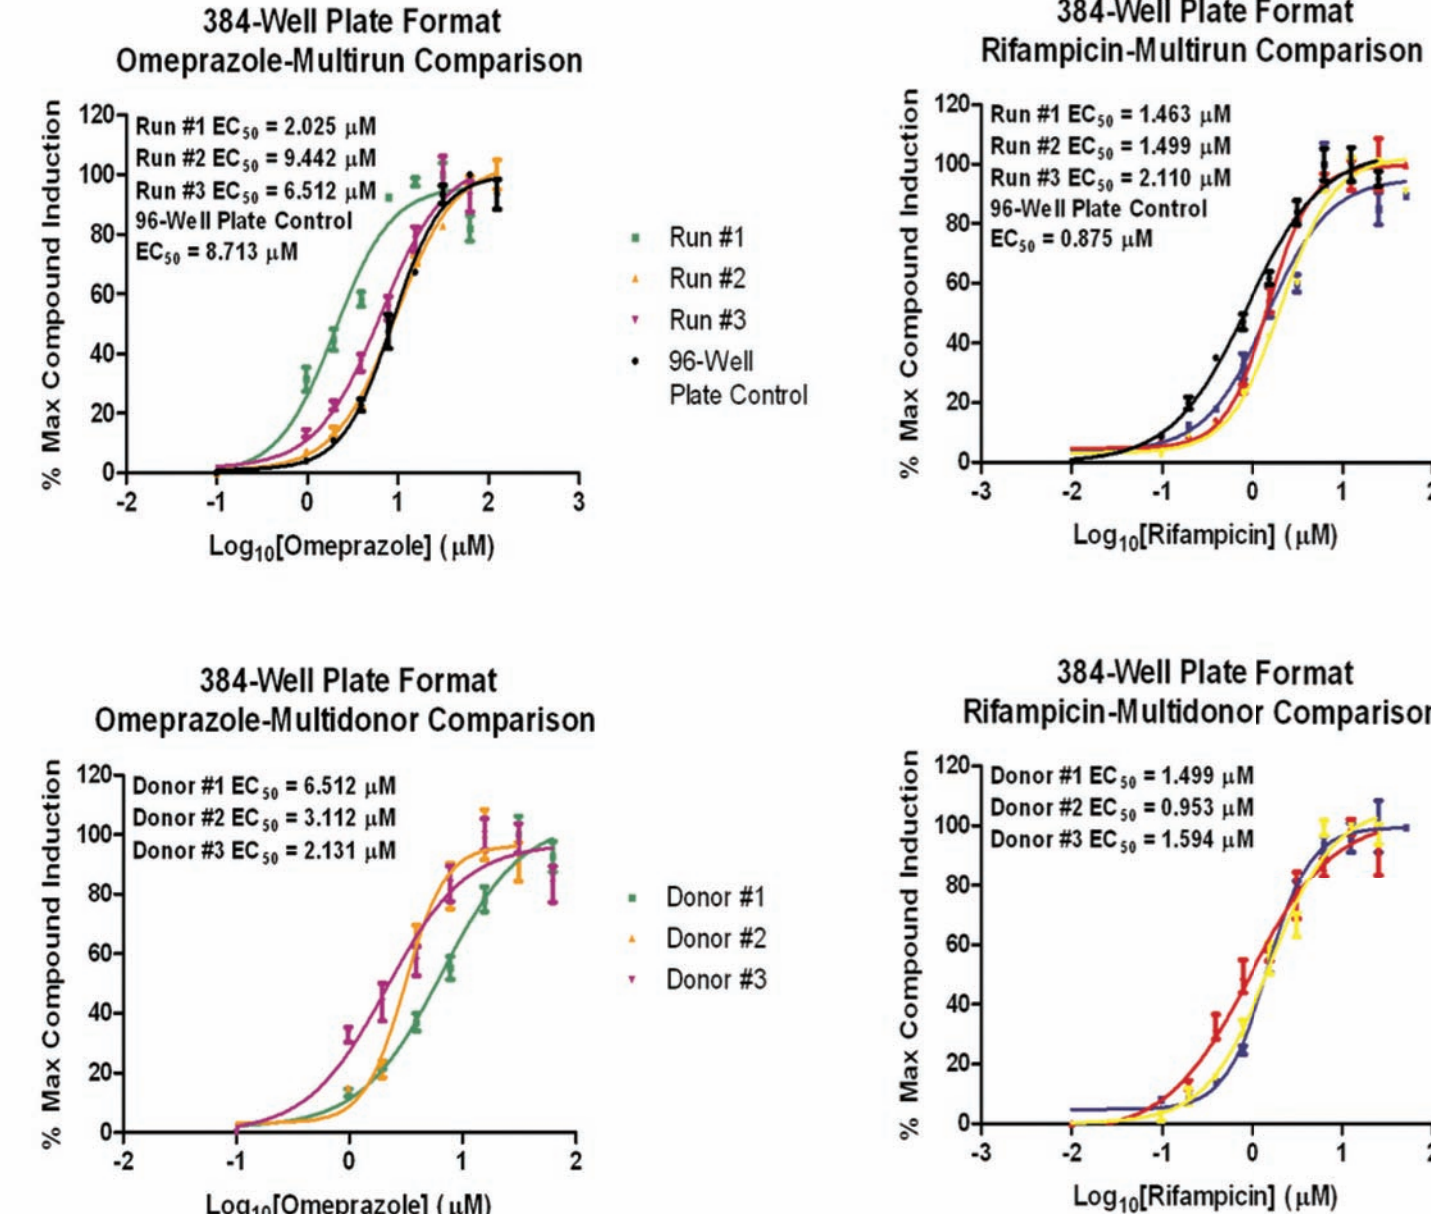 384-Well Plate Format
Omeprazole-Multirun Comparison
% Max Compound Induction
120
100
80
60
40
20
0
Run #1 EC50 = 2.025 μM
Run #2 EC50 = 9.442 μM
Run #3 EC50 = 6.512 μM
96-Well Plate Control
EC50 = 8.713 μM
-2 -1 0 1 2 3
Log10[Omeprazole] (μM)
Run #1
Run #2
Run #3
96-Well
Plate Control
384-Well Plate Format
Rifampicin-Multirun Comparison
% Max Compound Induction
120
100
80
60
40
20
0
Run #1 EC50 = 1.463 μM
Run #2 EC50 = 1.499 μM
Run #3 EC50 = 2.110 μM
96-Well Plate Control
EC50 = 0.875 μM
-3 -2 -1 0 1 2
Log10[Rifampicin] (μM)
384-Well Plate Format
Omeprazole-Multidonor Comparison
% Max Compound Induction
120
100
80
60
40
20
0
Donor #1 EC50 = 6.512 μM
Donor #2 EC50 = 3.112 μM
Donor #3 EC50 = 2.131 μM
-2 -1 0 1 2
Log10[Omeprazole] (μM)
Donor #1
Donor #2
Donor #3
384-Well Plate Format
Rifampicin-Multidonor Comparison
% Max Compound Induction
120
100
80
60
40
20
0
Donor #1 EC50 = 1.499 μM
Donor #2 EC50 = 0.953 μM
Donor #3 EC50 = 1.594 μM
-3 -2 -1 0 1 2
Log10[Rifampicin] (μM)